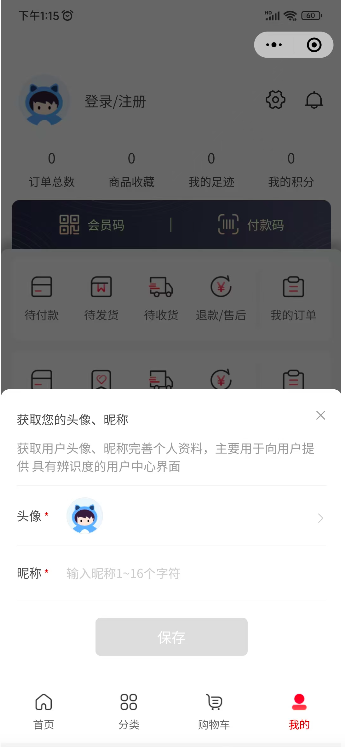 下午1:15
60
登录/注册
0 0 0 0
订单总数 商品收藏 我的足迹 我的积分
会员码 | 付款码
待付款 待发货 待收货 退款/售后 我的订单
获取您的头像、昵称
获取用户头像、昵称完善个人资料，主要用于向用户提
供 具有辨识度的用户中心界面
头像 *
昵称 * 输入昵称1~16个字符
保存
首页 分类 购物车 我的